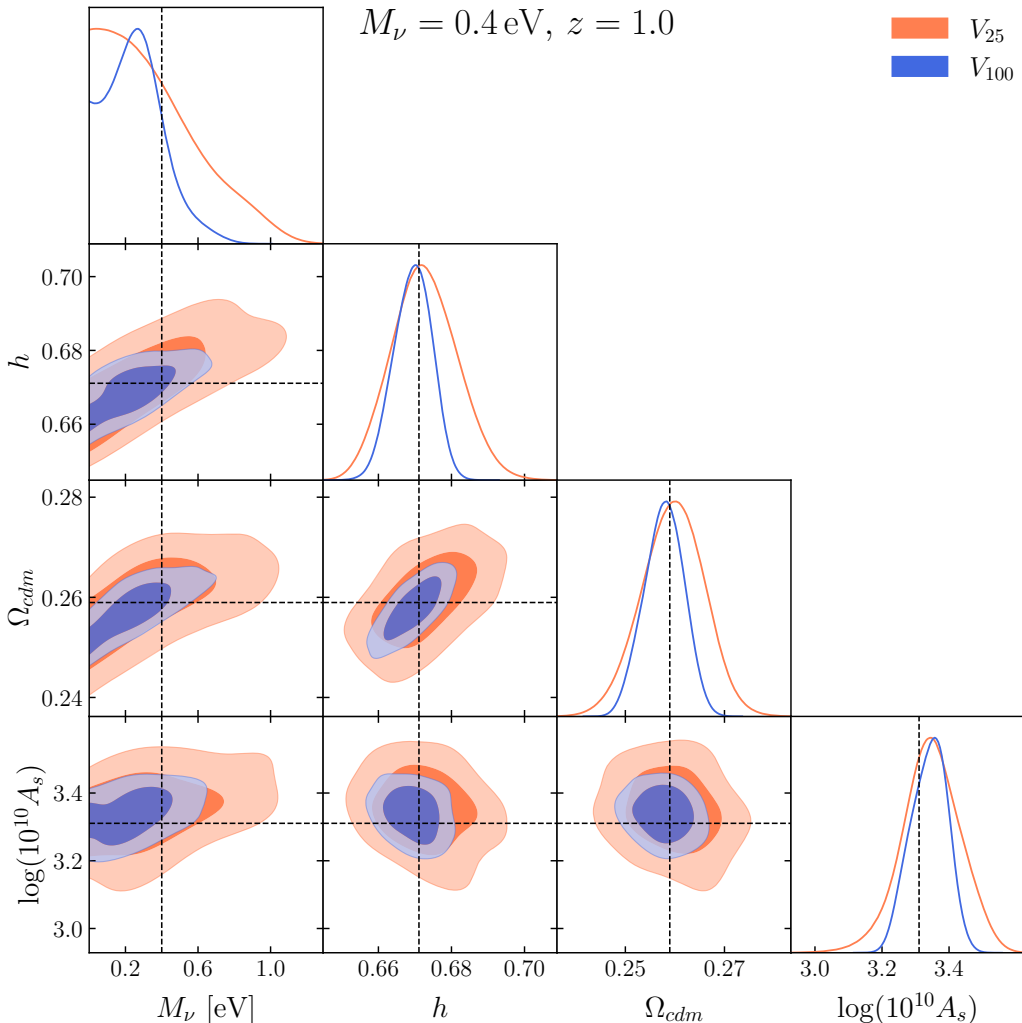 M_ν = 0.4 eV, z = 1.0
V_25
V_100
0.70
0.68
0.66
h
0.28
0.26
0.24
Ω_cdm
3.4
3.2
3.0
log(10^10 A_s)
0.2 0.6 1.0
0.66 0.68 0.70
0.25 0.27
3.0 3.2 3.4
M_ν [eV]
h
Ω_cdm
log(10^10 A_s)